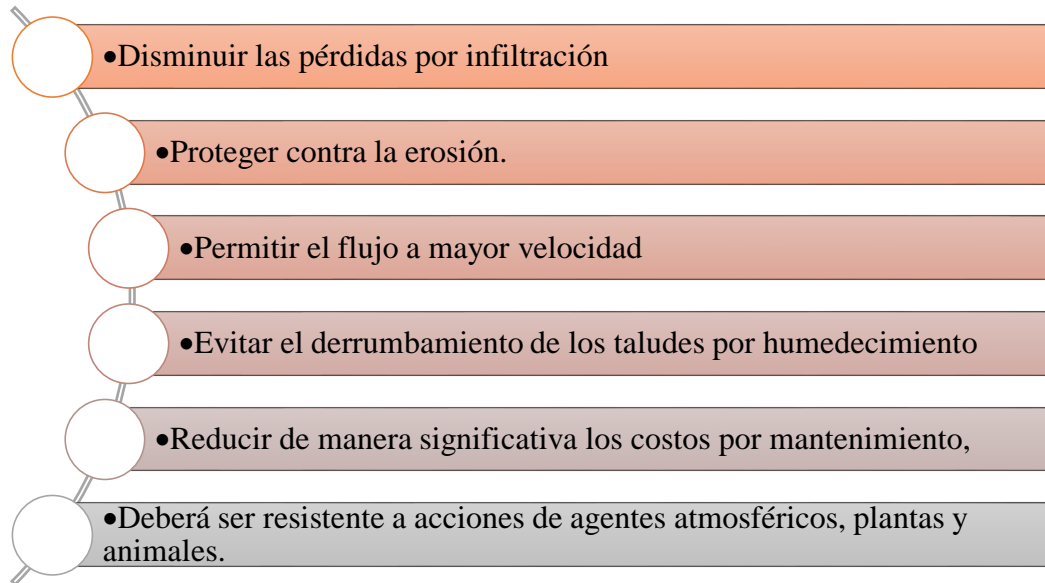 •Disminuir las pérdidas por infiltración
•Proteger contra la erosión.
•Permitir el flujo a mayor velocidad
•Evitar el derrumbamiento de los taludes por humedecimiento
•Reducir de manera significativa los costos por mantenimiento,
•Deberá ser resistente a acciones de agentes atmosféricos, plantas y
animales.